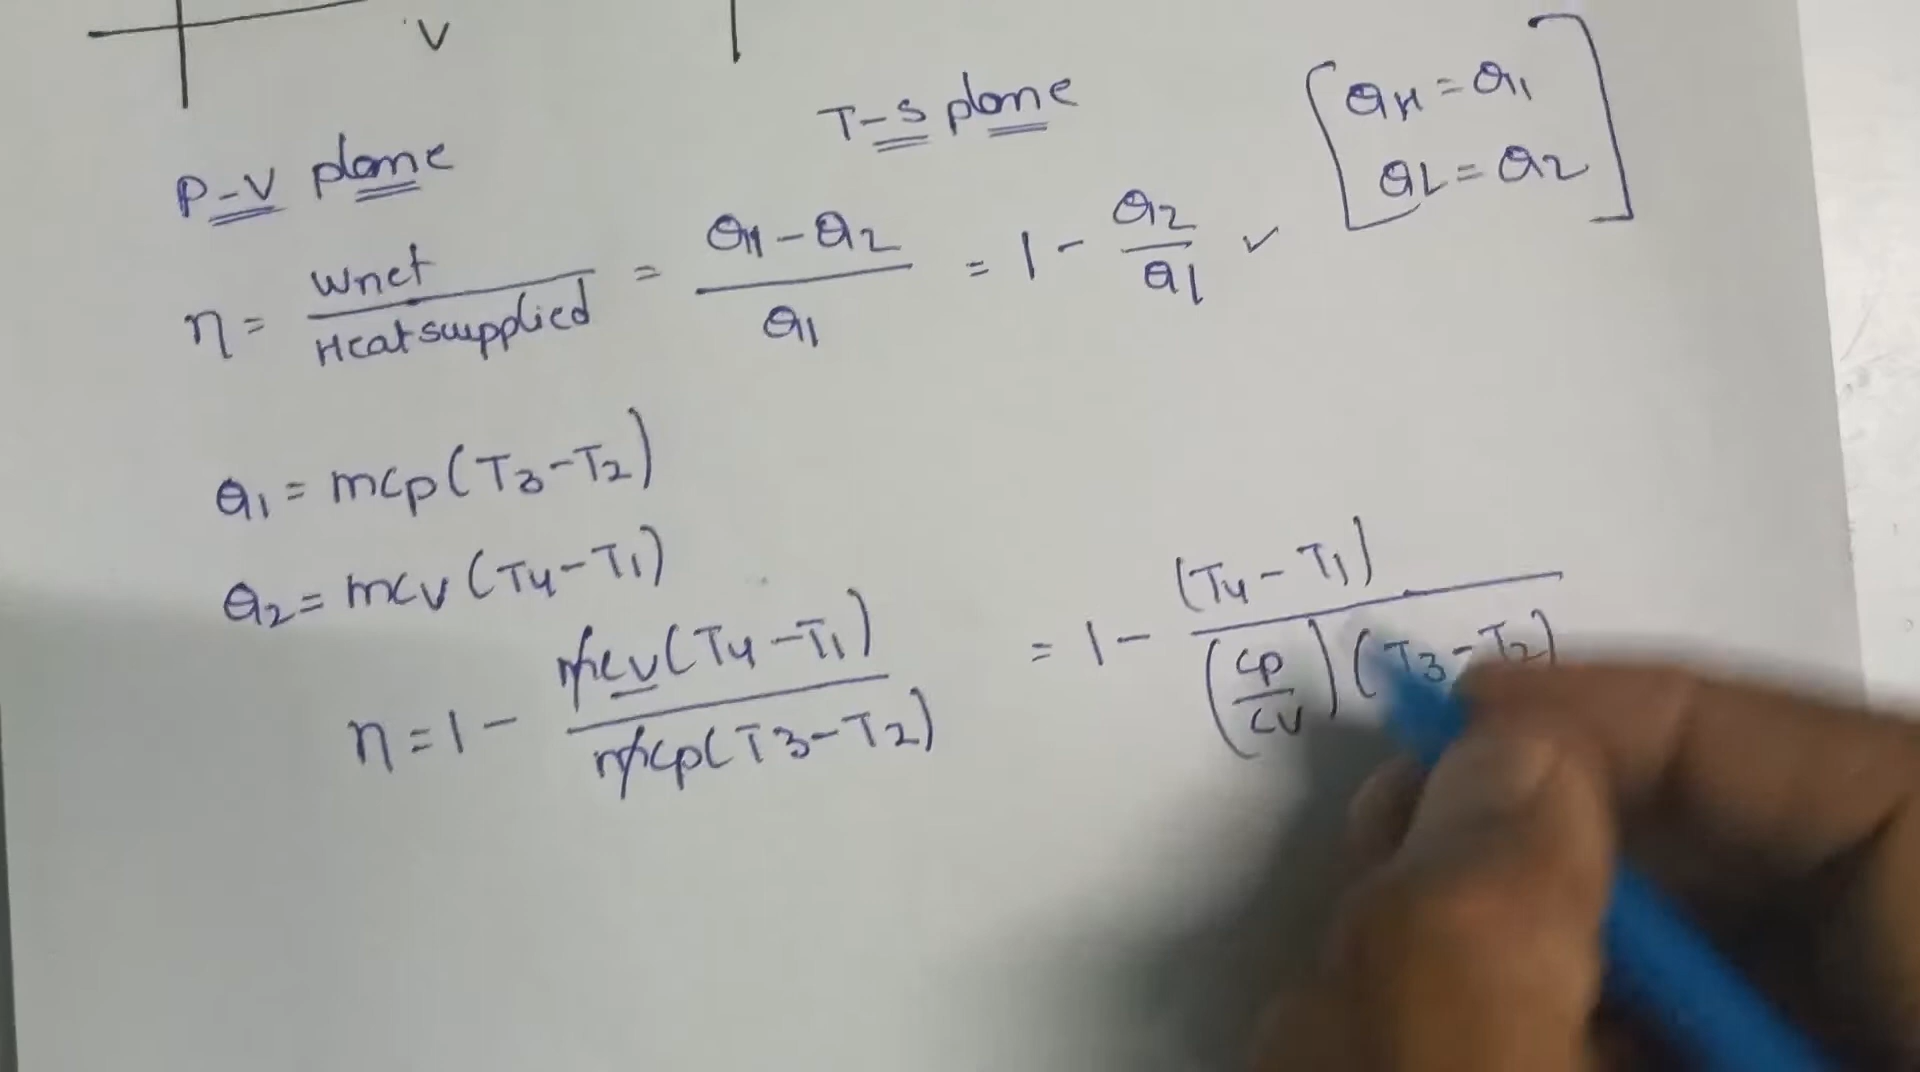 V
P-V plane
T-S plane
QH = Q1
QL = Q2
η = Wnet / Heat supplied = Q1 - Q2 / Q1 = 1 - Q2 / Q1 ✓
Q1 = mcp (T3 - T2)
Q2 = mcv (T4 - T1)
η = 1 - mcv (T4 - T1) / mcp (T3 - T2) = 1 - (T4 - T1) / (cp / cv) (T3 - T2)